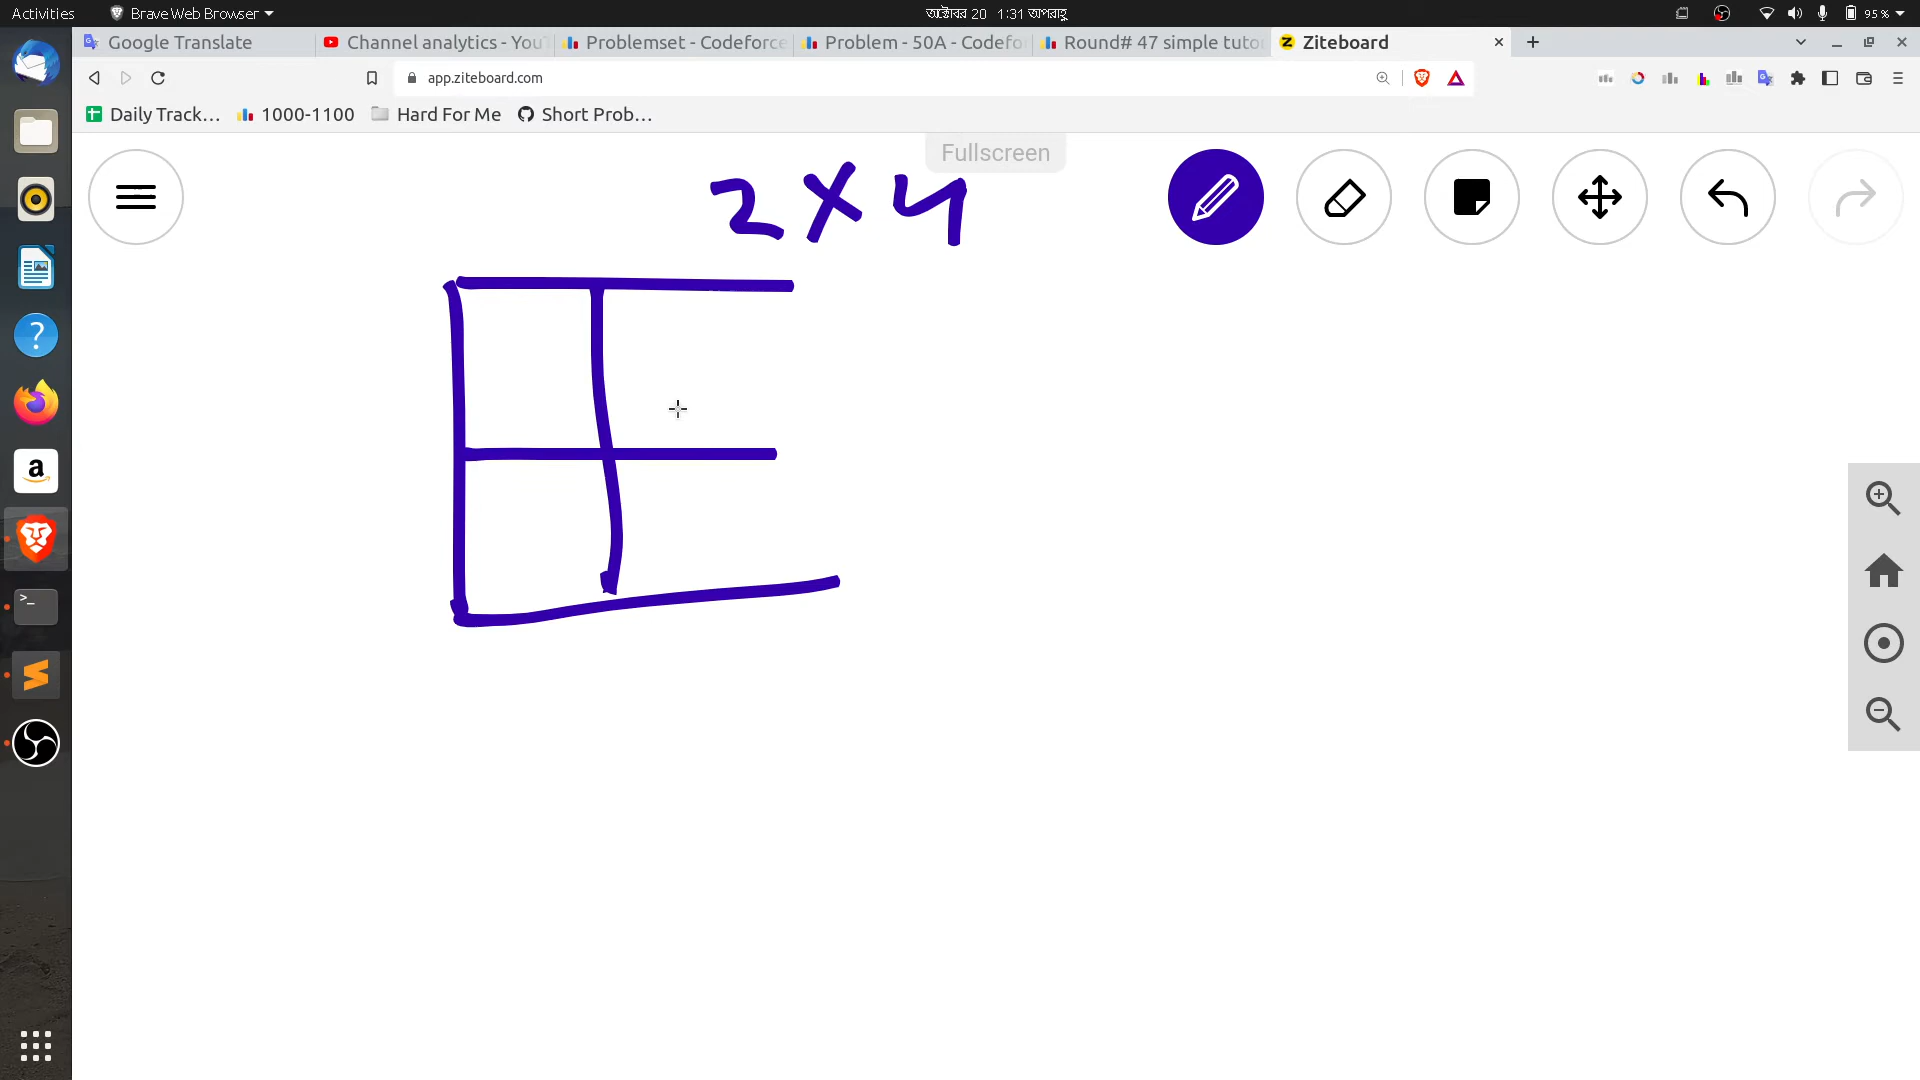 Activities Brave Web Browser অক্টোবর 20 1:31 অপরাহ্ণ 95 %
Google Translate Channel analytics - YouT Problemset - Codeforce Problem - 50A - Codefo Round# 47 simple tuto Ziteboard
app.ziteboard.com
Daily Track... 1000-1100 Hard For Me Short Prob...
Fullscreen
2 X 4